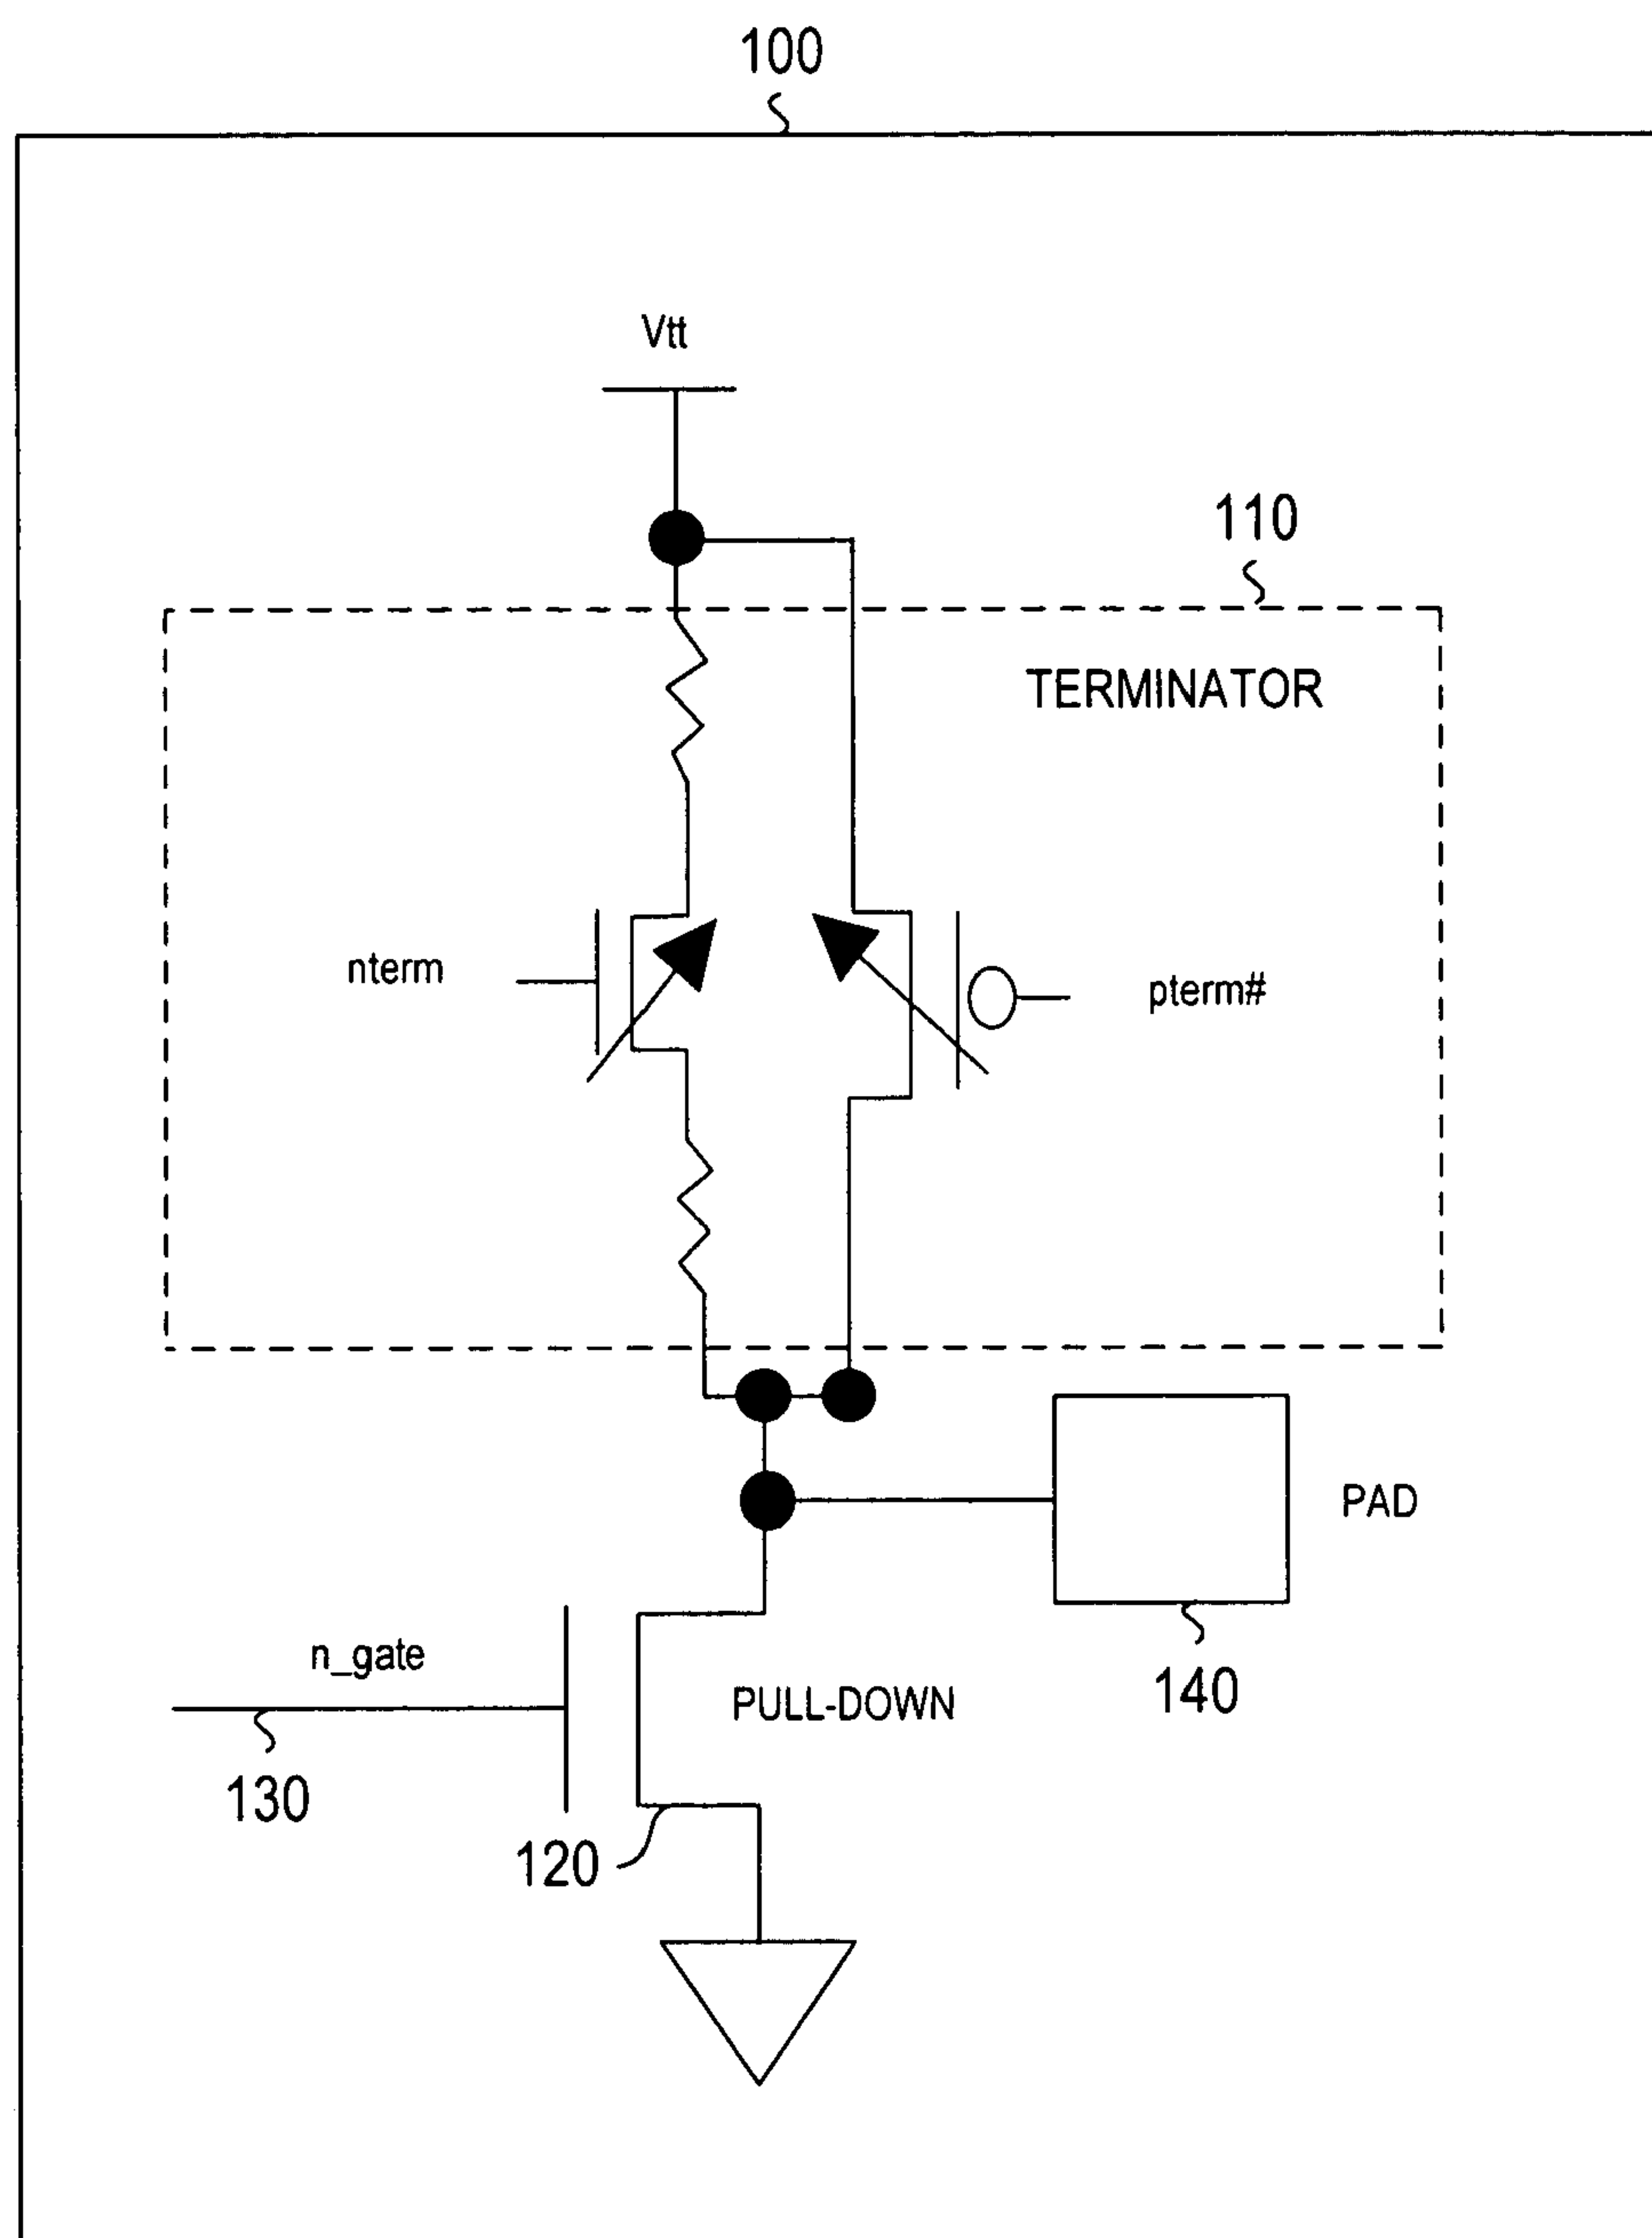 100
Vtt
110
TERMINATOR
nterm
pterm#
PAD
n_gate
PULL-DOWN
140
130
120